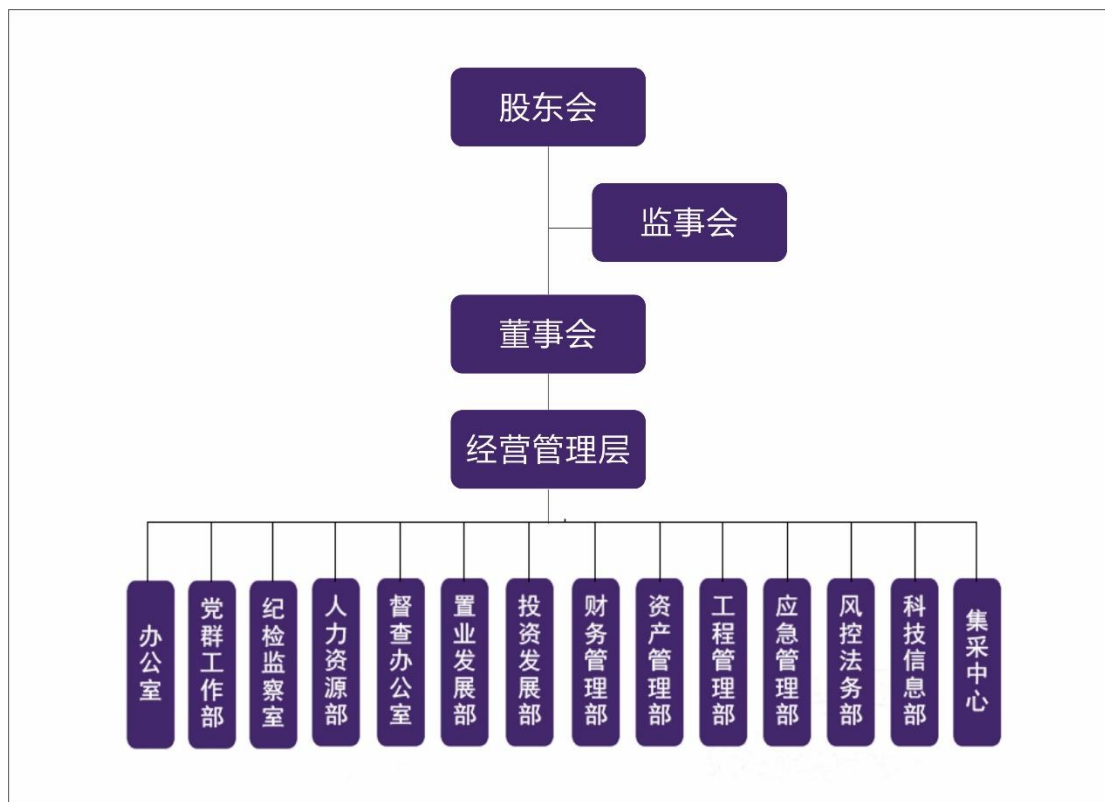 股东会
监事会
董事会
经营管理层
办公室
党群工作部
纪检监察室
人力资源部
督查办公室
置业发展部
投资发展部
财务管理部
资产管理部
工程管理部
应急管理部
风控法务部
科技信息部
集采中心